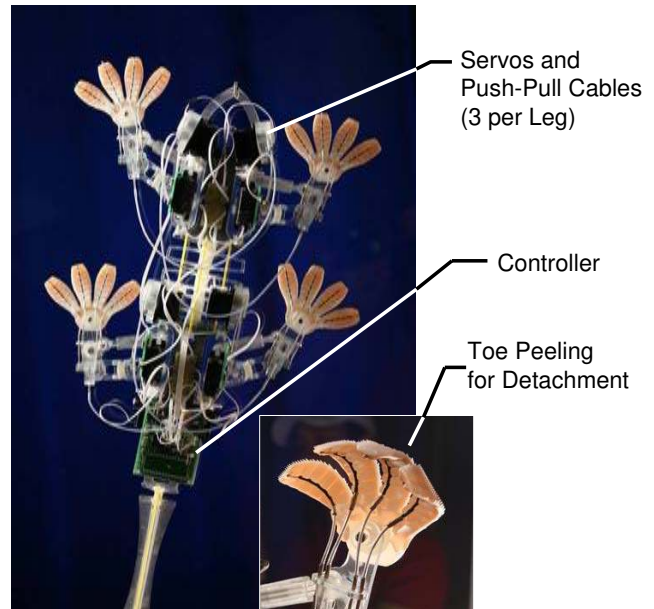 Servos and
Push-Pull Cables
(3 per Leg)
Controller
Toe Peeling
for Detachment